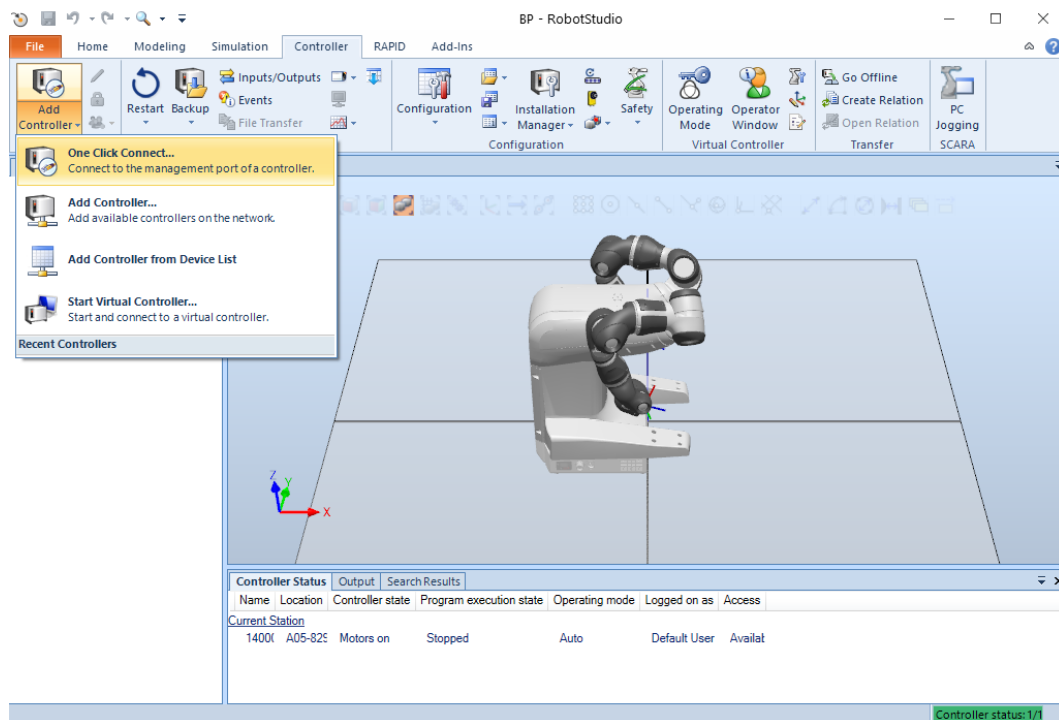 BP - RobotStudio
File Home Modeling Simulation Controller RAPID Add-Ins
Add Controller
Restart Backup
Inputs/Outputs
Events
File Transfer
Configuration
Installation Manager
Safety
Configuration
Operating Mode
Operator Window
Virtual Controller
Go Offline
Create Relation
Open Relation
Transfer
PC Jogging
SCARA
One Click Connect...
Connect to the management port of a controller.
Add Controller...
Add available controllers on the network.
Add Controller from Device List
Start Virtual Controller...
Start and connect to a virtual controller.
Recent Controllers
Z
Y
X
Controller Status Output Search Results
Name Location Controller state Program execution state Operating mode Logged on as Access
Current Station
1400 A05-829 Motors on Stopped Auto Default User Availab
Controller status: 1/1